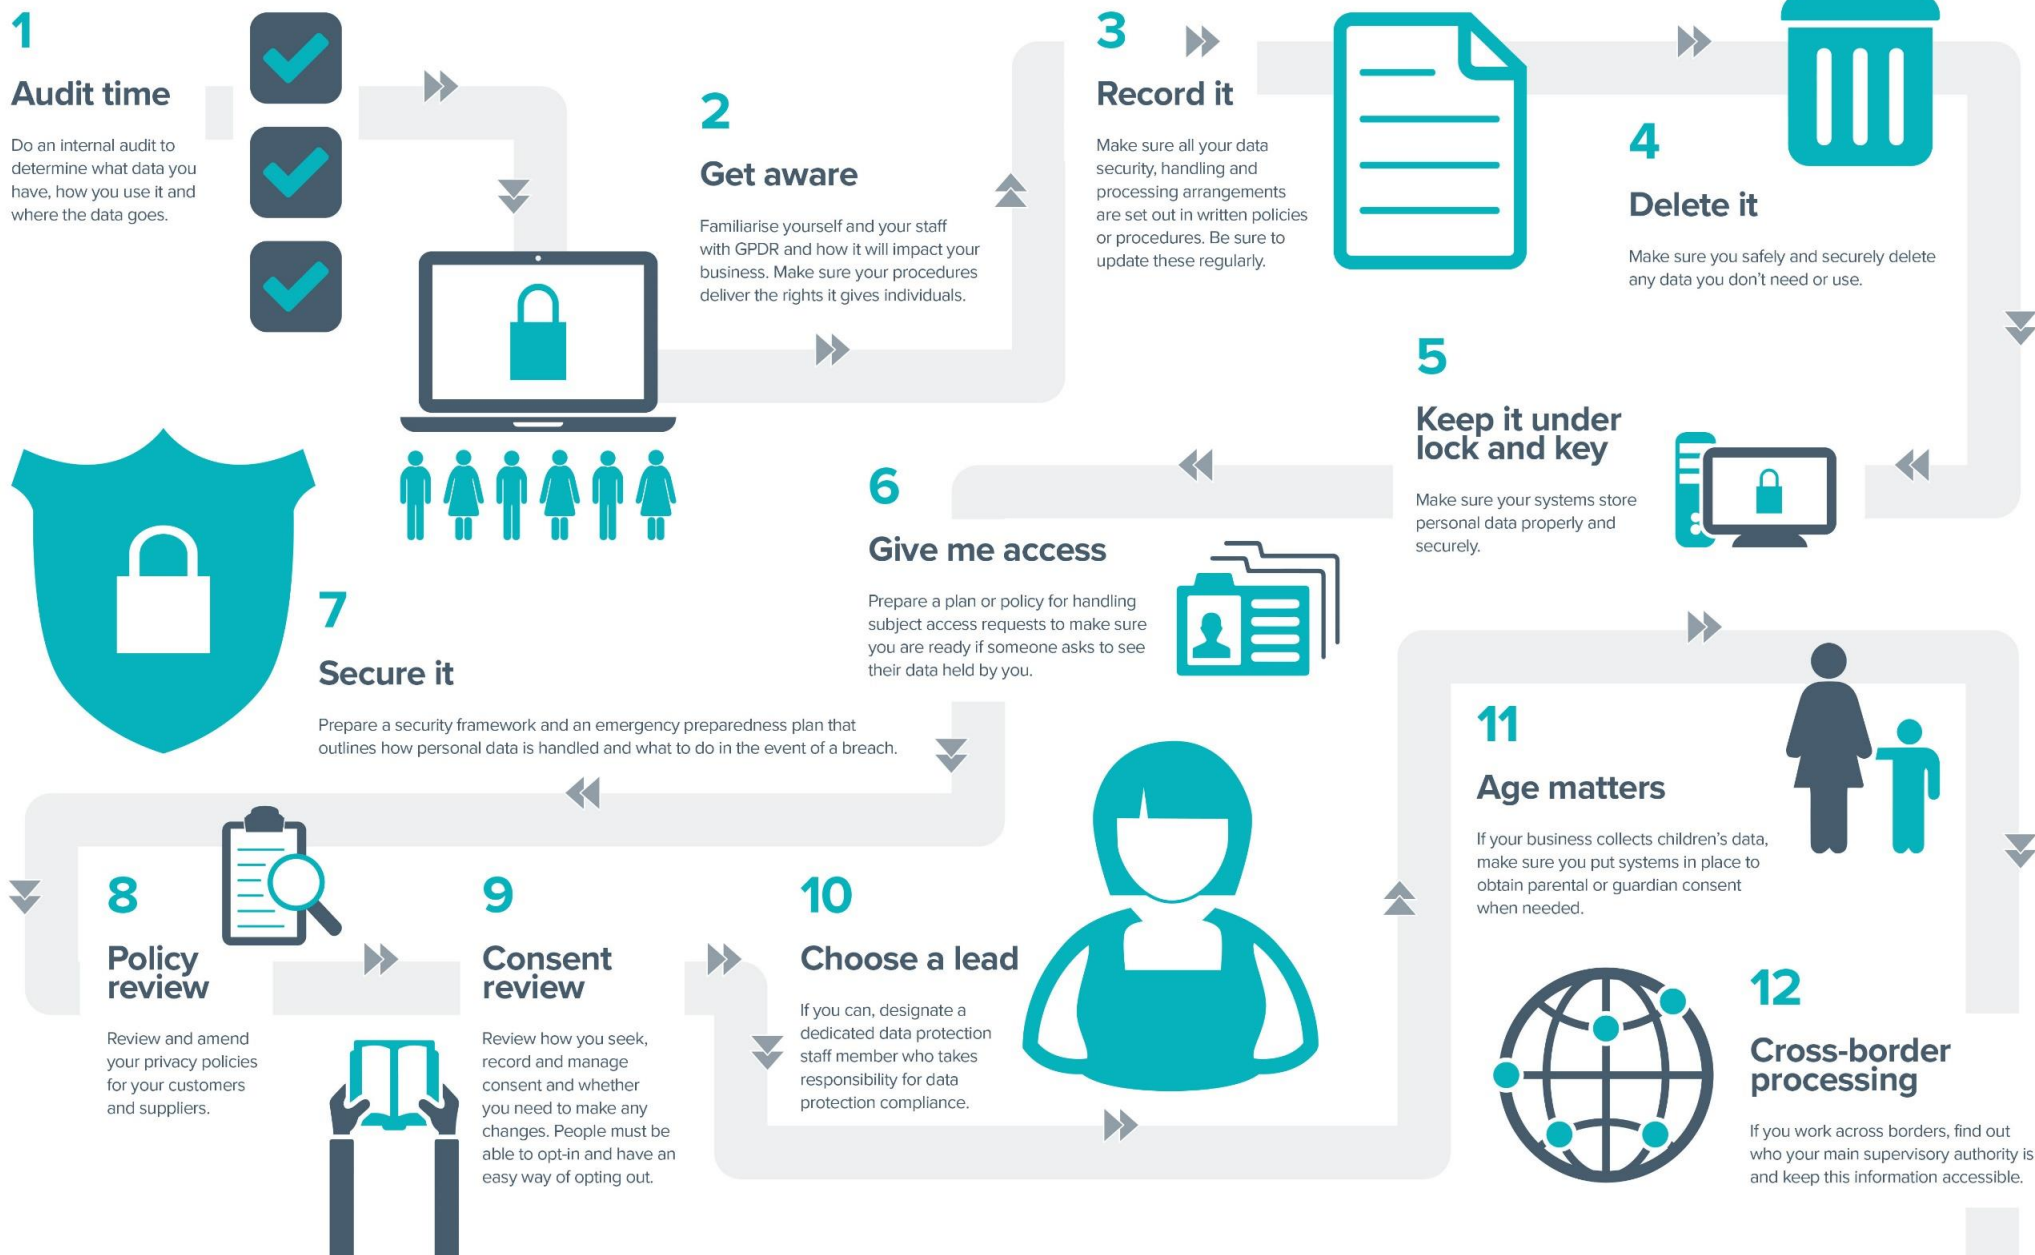 1
Audit time
Do an internal audit to
determine what data you
have, how you use it and
where the data goes.
2
Get aware
Familiarise yourself and your staff
with GPDR and how it will impact your
business. Make sure your procedures
deliver the rights it gives individuals.
3
Record it
Make sure all your data
security, handling and
processing arrangements
are set out in written policies
or procedures. Be sure to
update these regularly.
4
Delete it
Make sure you safely and securely delete
any data you don't need or use.
5
Keep it under
lock and key
Make sure your systems store
personal data properly and
securely.
6
Give me access
Prepare a plan or policy for handling
subject access requests to make sure
you are ready if someone asks to see
their data held by you.
7
Secure it
Prepare a security framework and an emergency preparedness plan that
outlines how personal data is handled and what to do in the event of a breach.
8
Policy
review
Review and amend
your privacy policies
for your customers
and suppliers.
9
Consent
review
Review how you seek,
record and manage
consent and whether
you need to make any
changes. People must be
able to opt-in and have an
easy way of opting out.
10
Choose a lead
If you can, designate a
dedicated data protection
staff member who takes
responsibility for data
protection compliance.
11
Age matters
If your business collects children's data,
make sure you put systems in place to
obtain parental or guardian consent
when needed.
12
Cross-border
processing
If you work across borders, find out
who your main supervisory authority is
and keep this information accessible.